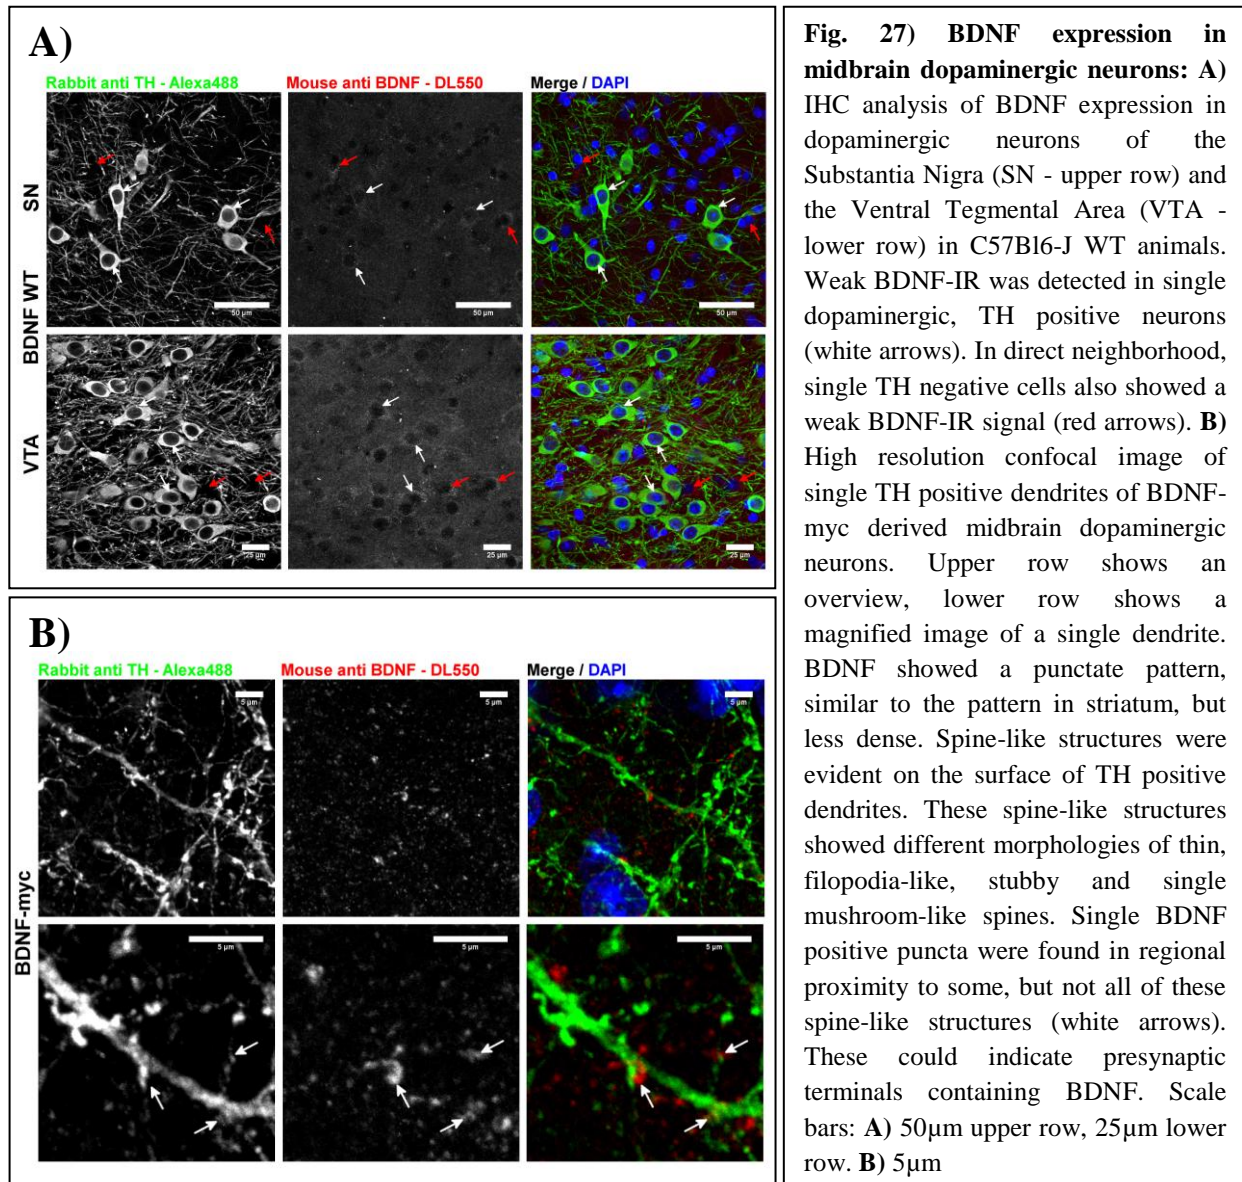 A)
Rabbit anti TH - Alexa488
Mouse anti BDNF - DL550
Merge / DAPI
BDNF WT
SN
50 µm
50 µm
50 µm
VTA
25 µm
25 µm
25 µm
B)
Rabbit anti TH - Alexa488
Mouse anti BDNF - DL550
Merge / DAPI
BDNF-myc
5 µm
5 µm
5 µm
5 µm
5 µm
5 µm
Fig. 27) BDNF expression in
midbrain dopaminergic neurons: A)
IHC analysis of BDNF expression in
dopaminergic neurons of the
Substantia Nigra (SN - upper row) and
the Ventral Tegmental Area (VTA -
lower row) in C57Bl6-J WT animals.
Weak BDNF-IR was detected in single
dopaminergic, TH positive neurons
(white arrows). In direct neighborhood,
single TH negative cells also showed a
weak BDNF-IR signal (red arrows). B)
High resolution confocal image of
single TH positive dendrites of BDNF-
myc derived midbrain dopaminergic
neurons. Upper row shows an
overview, lower row shows a
magnified image of a single dendrite.
BDNF showed a punctate pattern,
similar to the pattern in striatum, but
less dense. Spine-like structures were
evident on the surface of TH positive
dendrites. These spine-like structures
showed different morphologies of thin,
filopodia-like, stubby and single
mushroom-like spines. Single BDNF
positive puncta were found in regional
proximity to some, but not all of these
spine-like structures (white arrows).
These could indicate presynaptic
terminals containing BDNF. Scale
bars: A) 50µm upper row, 25µm lower
row. B) 5µm